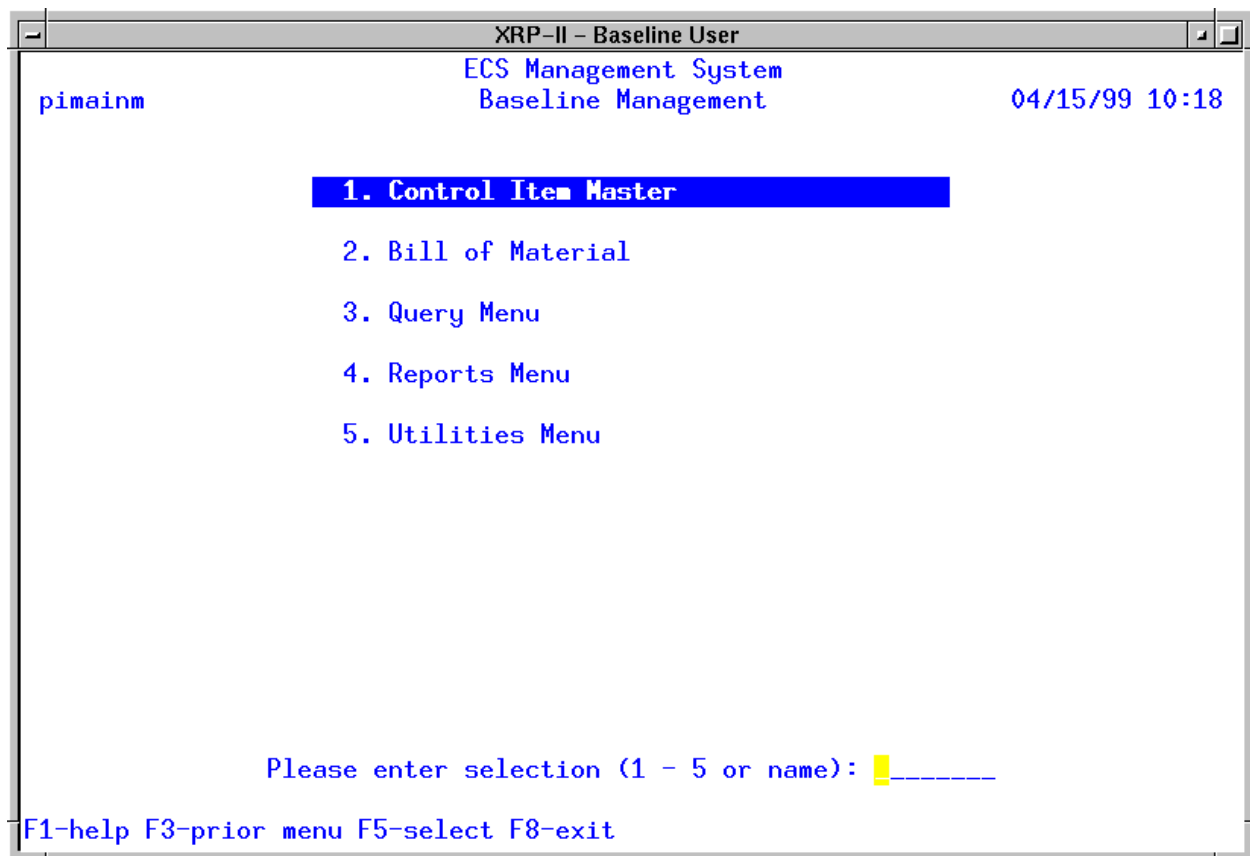 XRP-II - Baseline User
ECS Management System
pimainm Baseline Management 04/15/99 10:18
1. Control Item Master
2. Bill of Material
3. Query Menu
4. Reports Menu
5. Utilities Menu
Please enter selection (1 - 5 or name): ________
F1-help F3-prior menu F5-select F8-exit